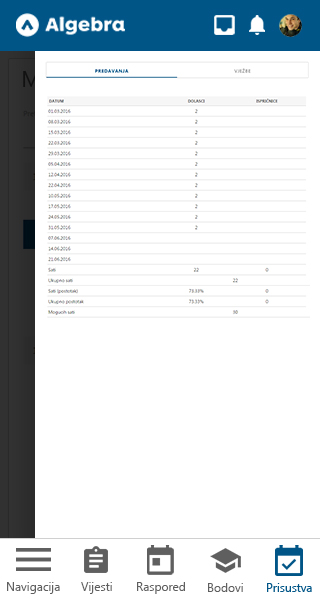 Algebra
M
PREDAVANJA VJEŽBE
DATUM DOLASCI ISPRIČNICE
01.03.2016 2
08.03.2016 2
15.03.2016 2
22.03.2016 2
29.03.2016 2
05.04.2016 2
12.04.2016 2
22.04.2016 2
10.05.2016 2
17.05.2016 2
24.05.2016 2
31.05.2016 2
07.06.2016
14.06.2016
21.06.2016
Sati 22 0
Ukupno sati 22
Sati (postotak) 73.33% 0
Ukupno postotak 73.33% 0
Mogućih sati 30
Navigacija Vijesti Raspored Bodovi Prisustva